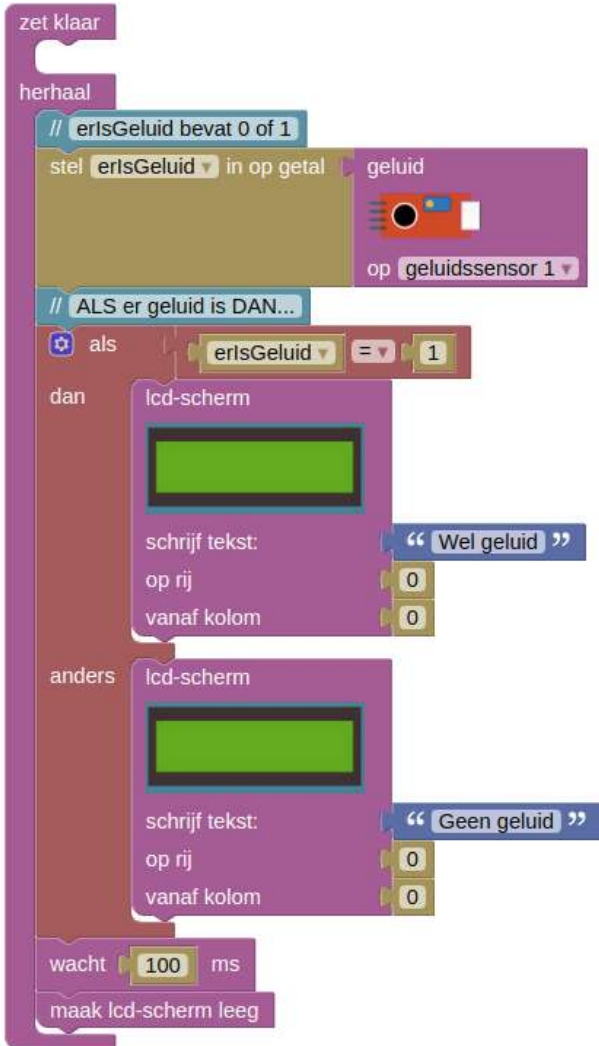 zet klaar
herhaal
// erIsGeluid bevat 0 of 1
stel erIsGeluid in op getal geluid
op geluidssensor 1
// ALS er geluid is DAN...
als erIsGeluid = 1
dan lcd-scherm
schrijf tekst: “ Wel geluid ”
op rij 0
vanaf kolom 0
anders lcd-scherm
schrijf tekst: “ Geen geluid ”
op rij 0
vanaf kolom 0
wacht 100 ms
maak lcd-scherm leeg